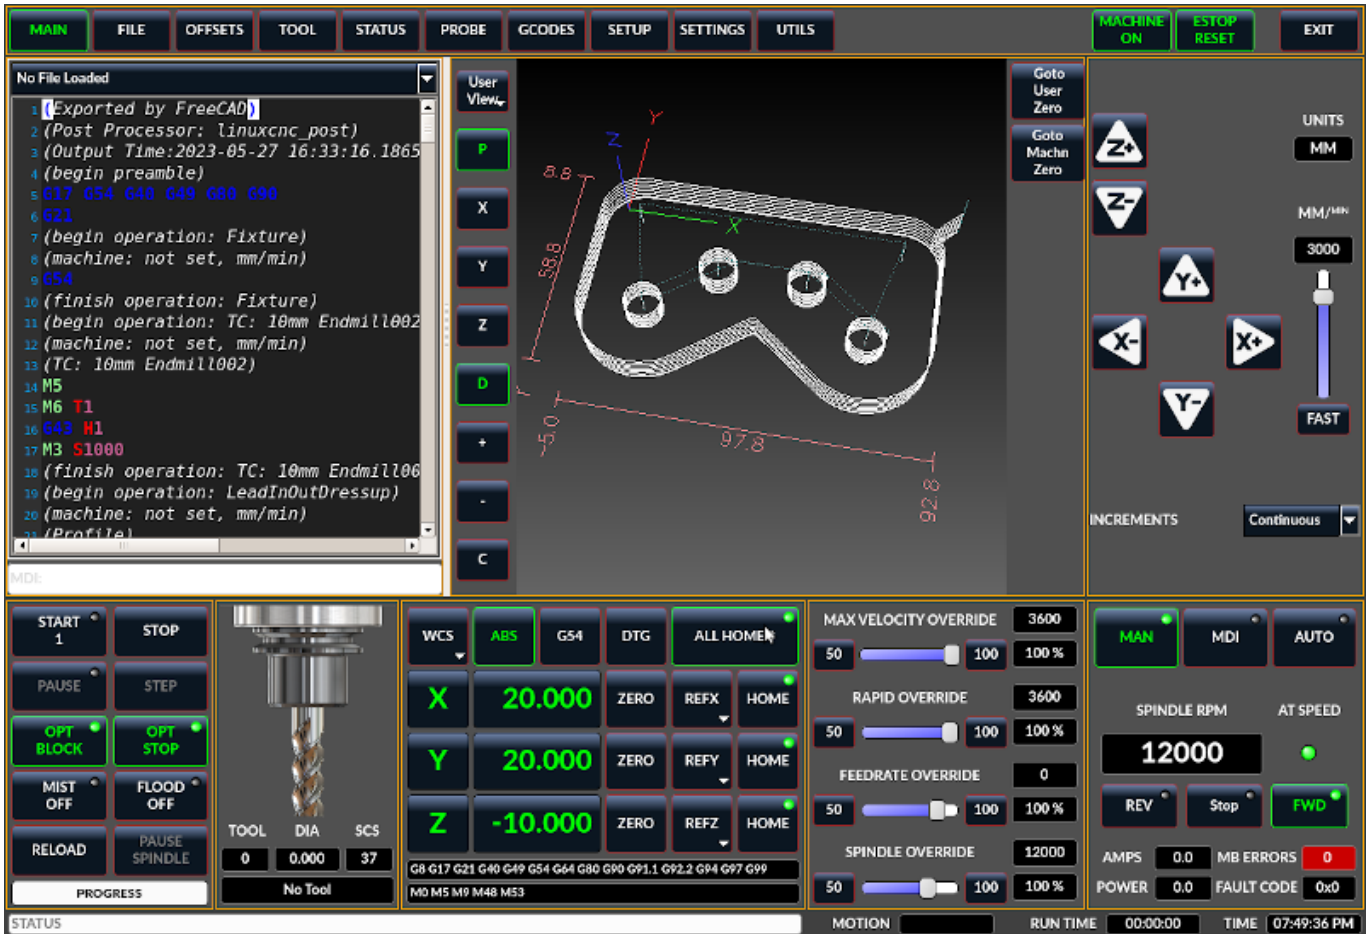 MAIN FILE OFFSETS TOOL STATUS PROBE GCODES SETUP SETTINGS UTILS
MACHINE ON
ESTOP RESET
EXIT
No File Loaded
1 (Exported by FreeCAD)
2 (Post Processor: linuxcnc_post)
3 (Output Time:2023-05-27 16:33:16.1865
4 (begin preamble)
5 G17 G54 G40 G49 G80 G90
6 G21
7 (begin operation: Fixture)
8 (machine: not set, mm/min)
9 G54
10 (finish operation: Fixture)
11 (begin operation: TC: 10mm Endmill002
12 (machine: not set, mm/min)
13 (TC: 10mm Endmill002)
14 M5
15 M6 T1
16 G43 H1
17 M3 S1000
18 (finish operation: TC: 10mm Endmill00
19 (begin operation: LeadInOutDressup)
20 (machine: not set, mm/min)
21 (Profile)
MDI:
User
View
P
X
Y
Z
D
+
-
C
Y
Z
X
8.8
58.8
-5.0
97.8
92.8
Goto
User
Zero
Goto
Machn
Zero
Z+
Z-
Y+
X-
X+
Y-
UNITS
MM
MM/MIN
3000
FAST
INCREMENTS Continuous
START
1
STOP
PAUSE
STEP
OPT
BLOCK
OPT
STOP
MIST
OFF
FLOOD
OFF
RELOAD
PAUSE
SPINDLE
PROGRESS
TOOL DIA SCS
0 0.000 37
No Tool
WCS ABS G54 DTG ALL HOME
X 20.000 ZERO REFX HOME
Y 20.000 ZERO REFY HOME
Z -10.000 ZERO REFZ HOME
G8 G17 G21 G40 G49 G54 G64 G80 G90 G91.1 G92.2 G94 G97 G99
M0 M5 M9 M48 M53
MAX VELOCITY OVERRIDE 3600
50 100 100 %
RAPID OVERRIDE 3600
50 100 100 %
FEEDRATE OVERRIDE 0
50 100 100 %
SPINDLE OVERRIDE 12000
50 100 100 %
MAN MDI AUTO
SPINDLE RPM AT SPEED
12000
REV Stop FWD
AMPS 0.0 MB ERRORS 0
POWER 0.0 FAULT CODE 0x0
STATUS
MOTION RUN TIME 00:00:00 TIME 07:49:36 PM